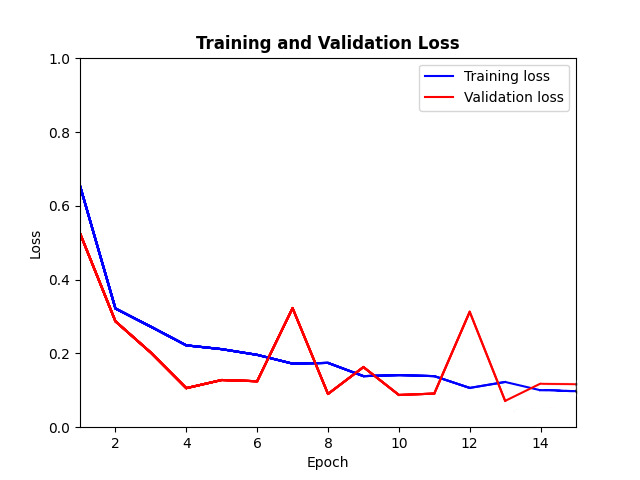 Training and Validation Loss
Training loss
Validation loss
Loss
1.0
0.8
0.6
0.4
0.2
0.0
2 4 6 8 10 12 14
Epoch